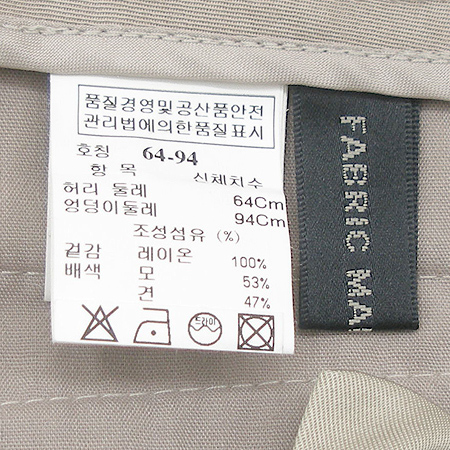 품질경영및공산품안전
관리법에의한품질표시
호칭 64-94
항 목 신체치수
허리 둘레 64Cm
엉덩이둘레 94Cm
조성섬유 (%)
겉감 레이온 100%
배색 모 53%
견 47%
드라이
FABRIC MA